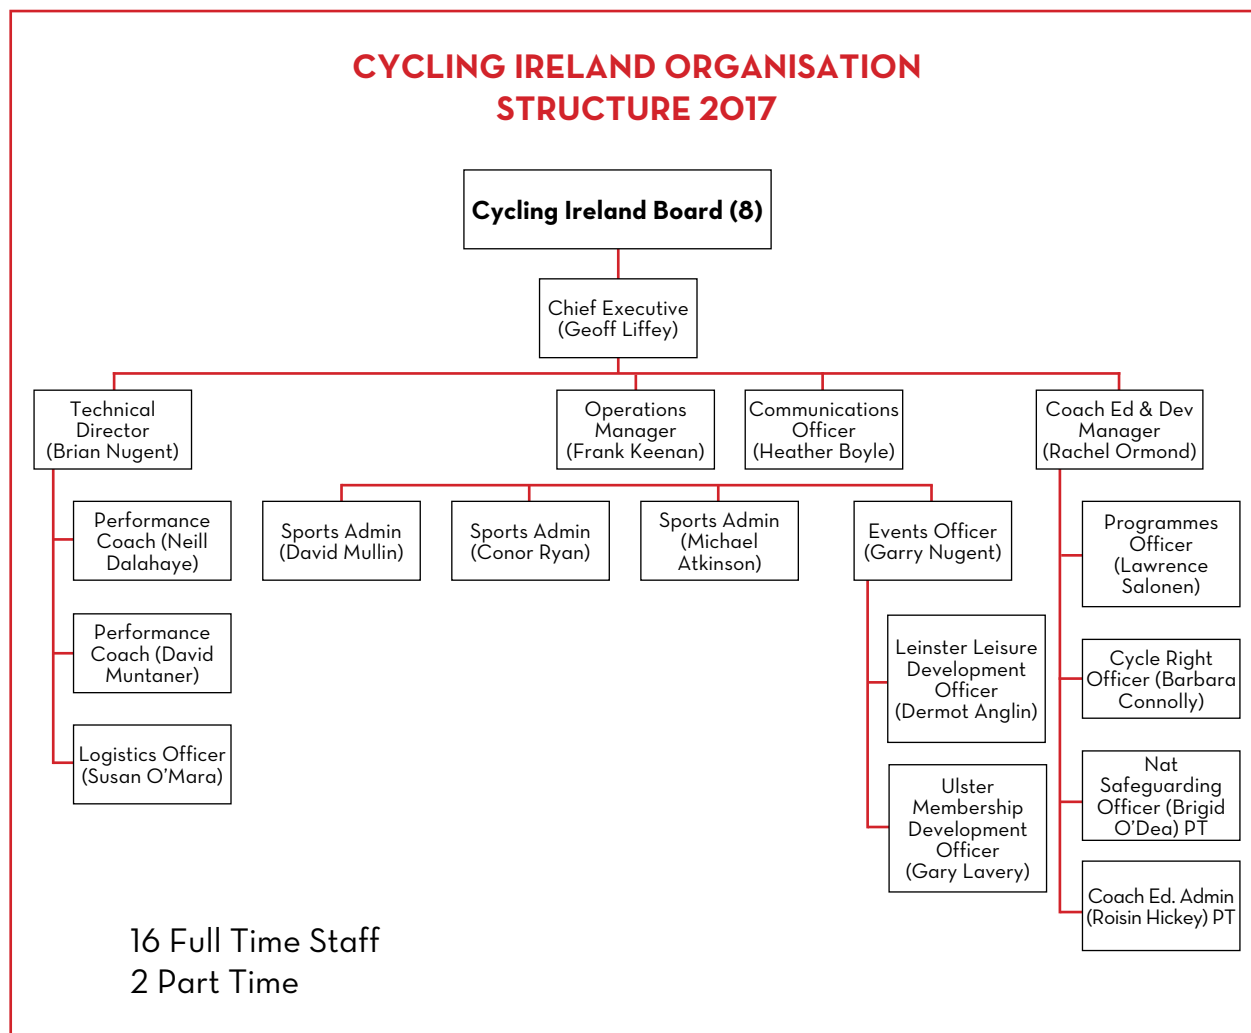 CYCLING IRELAND ORGANISATION
STRUCTURE 2017
Cycling Ireland Board (8)
Chief Executive
(Geoff Liffey)
Technical
Director
(Brian Nugent)
Operations
Manager
(Frank Keenan)
Communications
Officer
(Heather Boyle)
Coach Ed & Dev
Manager
(Rachel Ormond)
Performance
Coach (Neill
Dalahaye)
Performance
Coach (David
Muntaner)
Logistics Officer
(Susan O'Mara)
Sports Admin
(David Mullin)
Sports Admin
(Conor Ryan)
Sports Admin
(Michael
Atkinson)
Events Officer
(Garry Nugent)
Leinster Leisure
Development
Officer
(Dermot Anglin)
Ulster
Membership
Development
Officer
(Gary Lavery)
Programmes
Officer
(Lawrence
Salonen)
Cycle Right
Officer (Barbara
Connolly)
Nat
Safeguarding
Officer (Brigid
O'Dea) PT
Coach Ed. Admin
(Roisin Hickey) PT
16 Full Time Staff
2 Part Time